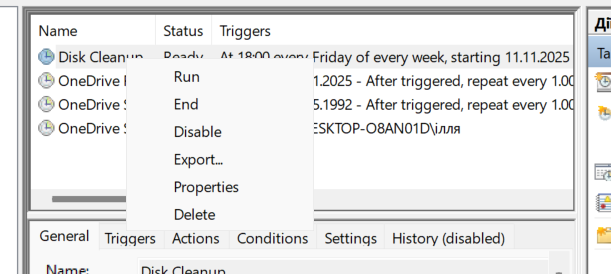 Name Status Triggers
Disk Cleanup Ready At 18:00 every Friday of every week, starting 11.11.2025
OneDrive 1.2025 - After triggered, repeat every 1.00
OneDrive S 5.1992 - After triggered, repeat every 1.00
OneDrive S ESKTOP-O8AN01D\ілля
Run
End
Disable
Export...
Properties
Delete
General Triggers Actions Conditions Settings History (disabled)
Name: Disk Cleanup
Ді
Ta